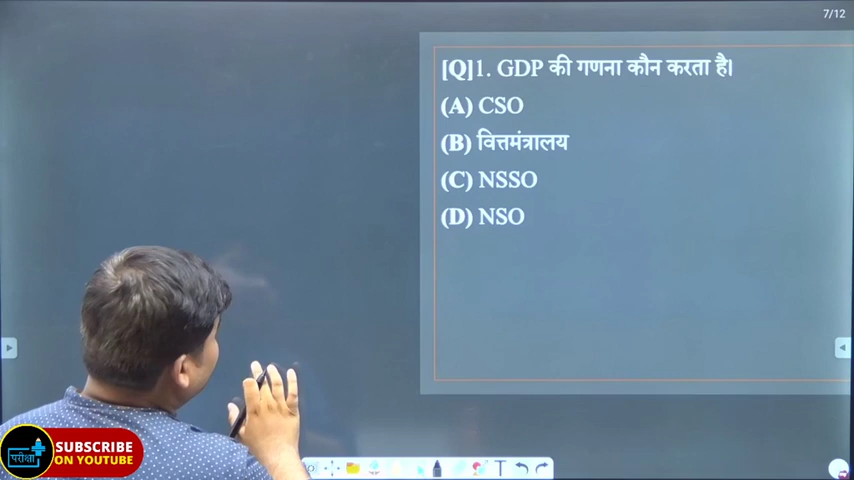 7/12
[Q]1. GDP की गणना कौन करता है।
(A) CSO
(B) वित्तमंत्रालय
(C) NSSO
(D) NSO
परीक्षा
SUBSCRIBE
ON YOUTUBE
T